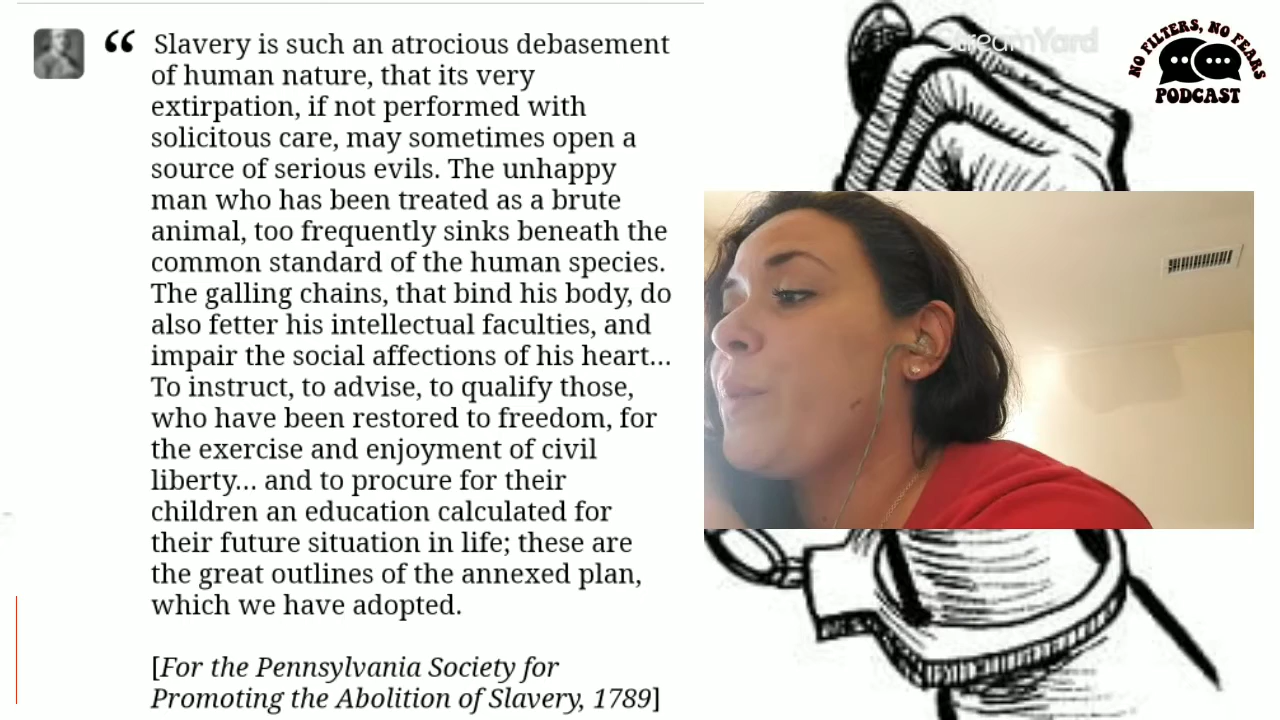 “ Slavery is such an atrocious debasement
of human nature, that its very
extirpation, if not performed with
solicitous care, may sometimes open a
source of serious evils. The unhappy
man who has been treated as a brute
animal, too frequently sinks beneath the
common standard of the human species.
The galling chains, that bind his body, do
also fetter his intellectual faculties, and
impair the social affections of his heart…
To instruct, to advise, to qualify those,
who have been restored to freedom, for
the exercise and enjoyment of civil
liberty… and to procure for their
children an education calculated for
their future situation in life; these are
the great outlines of the annexed plan,
which we have adopted.
[For the Pennsylvania Society for
Promoting the Abolition of Slavery, 1789]
StreamYard
NO FILTERS, NO FEARS
PODCAST